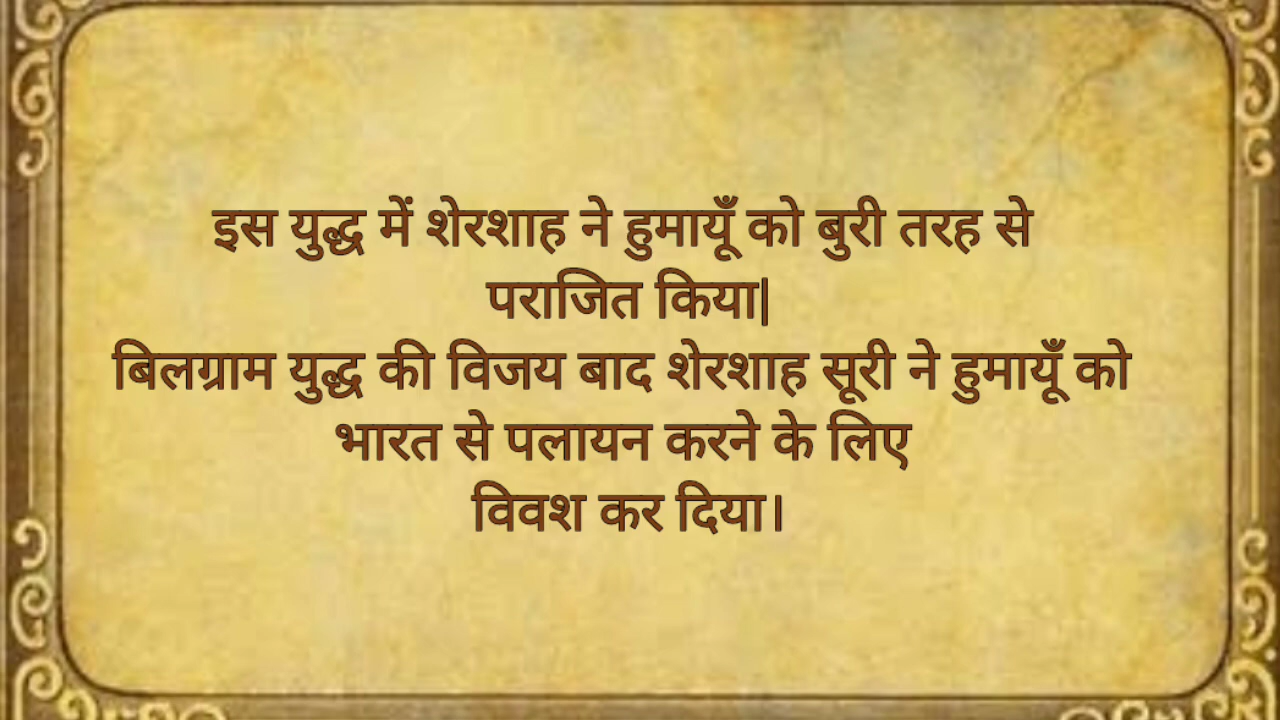 इस युद्ध में शेरशाह ने हुमायूँ को बुरी तरह से
पराजित किया|
बिलग्राम युद्ध की विजय बाद शेरशाह सूरी ने हुमायूँ को
भारत से पलायन करने के लिए
विवश कर दिया।